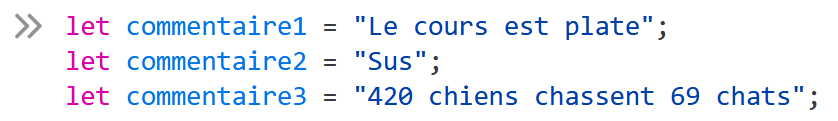 let commentaire1 = "Le cours est plate";
let commentaire2 = "Sus";
let commentaire3 = "420 chiens chassent 69 chats";